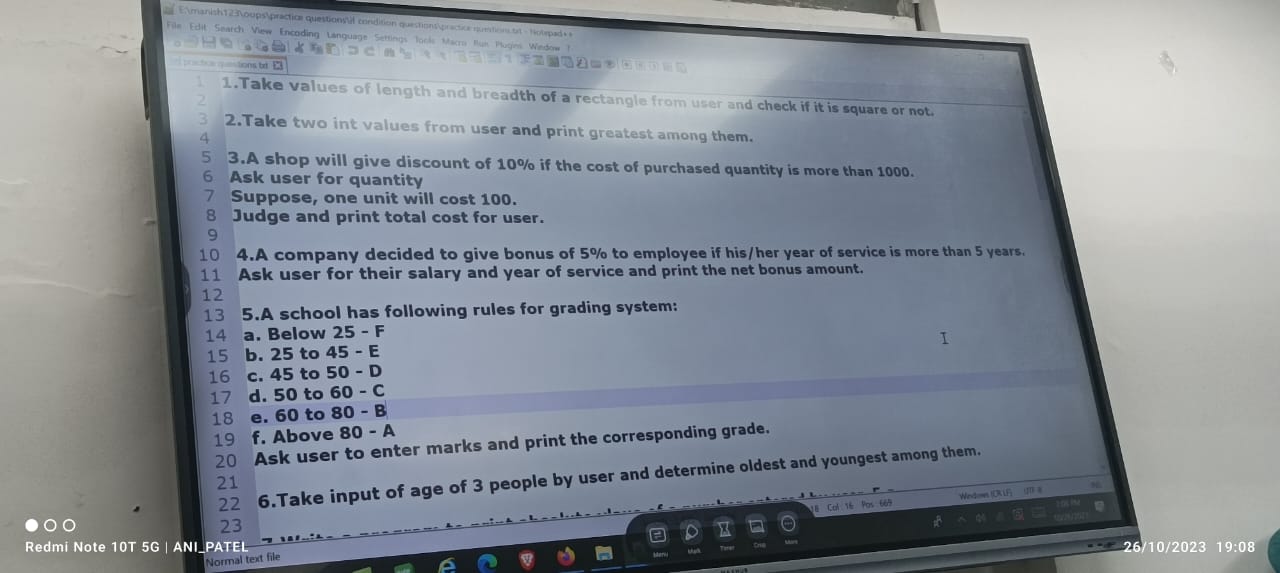 E:\manish123\oups\practice questions\if condition questions\practice questions.txt - Notepad++
File Edit Search View Encoding Language Settings Tools Macro Run Plugins Window ?
practice questions.txt
1 1.Take values of length and breadth of a rectangle from user and check if it is square or not.
2
3 2.Take two int values from user and print greatest among them.
4
5 3.A shop will give discount of 10% if the cost of purchased quantity is more than 1000.
6 Ask user for quantity
7 Suppose, one unit will cost 100.
8 Judge and print total cost for user.
9
10 4.A company decided to give bonus of 5% to employee if his/her year of service is more than 5 years.
11 Ask user for their salary and year of service and print the net bonus amount.
12
13 5.A school has following rules for grading system:
14 a. Below 25 - F
15 b. 25 to 45 - E
16 c. 45 to 50 - D
17 d. 50 to 60 - C
18 e. 60 to 80 - B
19 f. Above 80 - A
20 Ask user to enter marks and print the corresponding grade.
21
22 6.Take input of age of 3 people by user and determine oldest and youngest among them.
23
Normal text file
18 Col : 16 Pos : 669
Windows (CR LF) UTF-8
Menu Mark Timer Crop More
Redmi Note 10T 5G | ANI_PATEL
26/10/2023 19:08